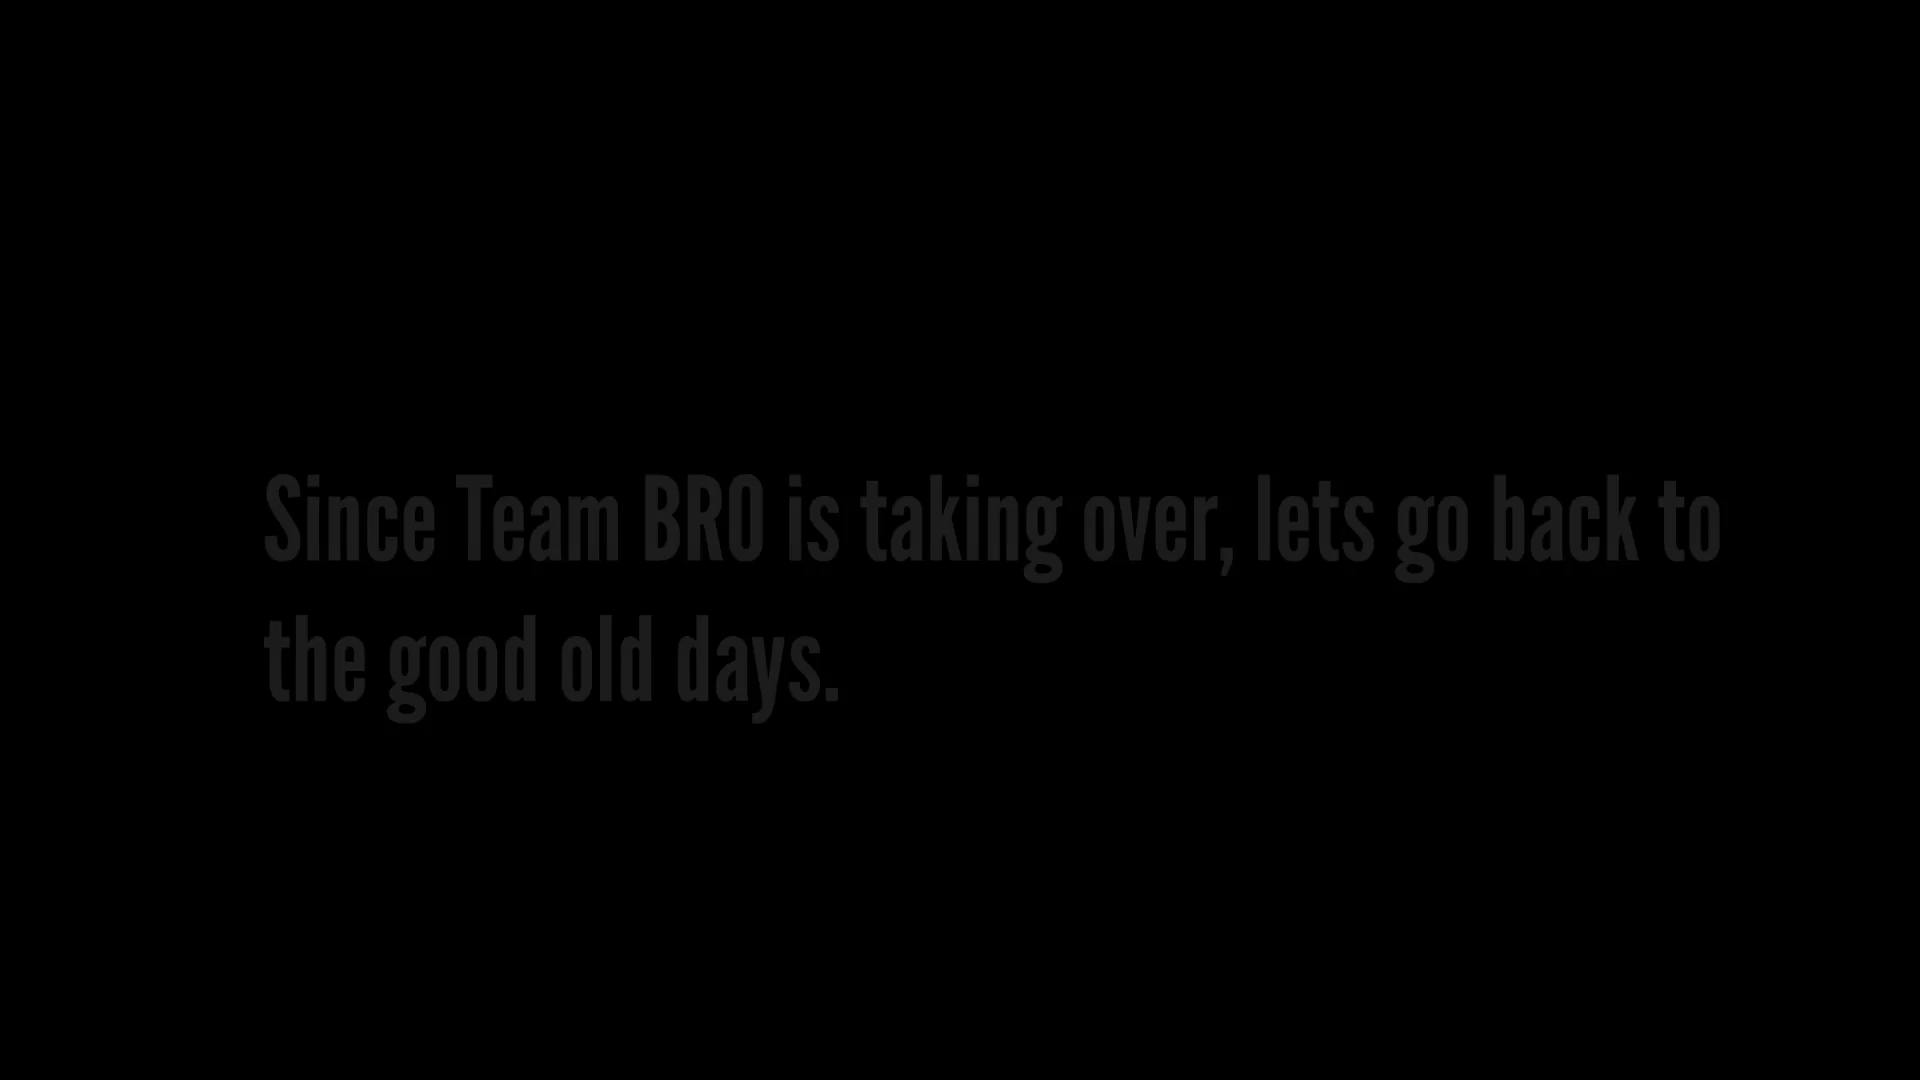 Since Team BRO is taking over, lets go back to
the good old days.